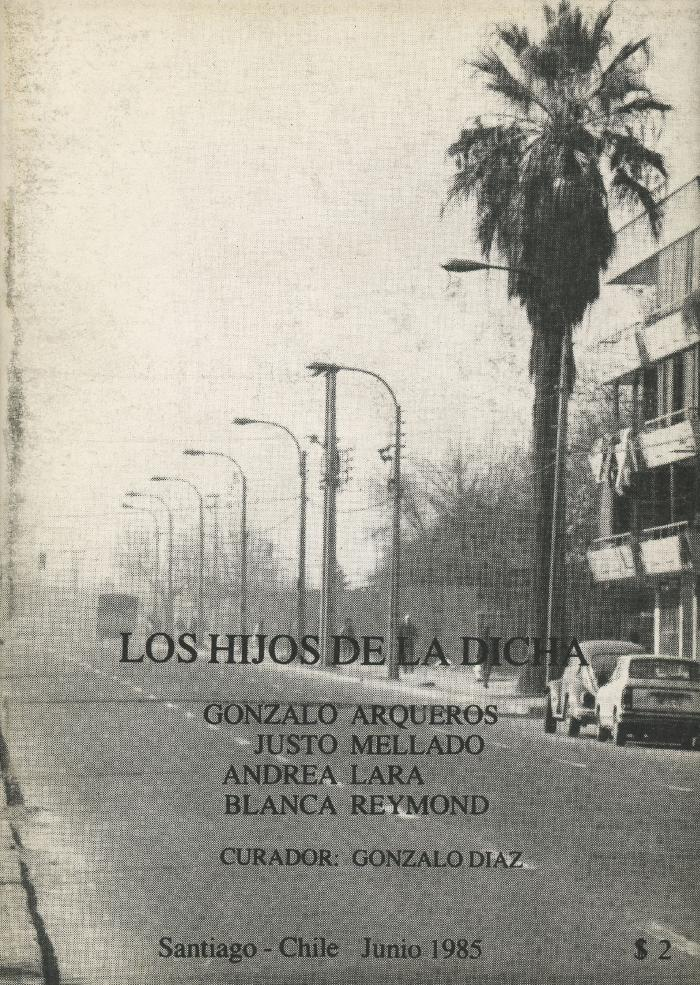 LOS HIJOS DE LA DICHA
GONZALO ARQUEROS
JUSTO MELLADO
ANDREA LARA
BLANCA REYMOND
CURADOR: GONZALO DIAZ
Santiago - Chile Junio 1985
$ 2